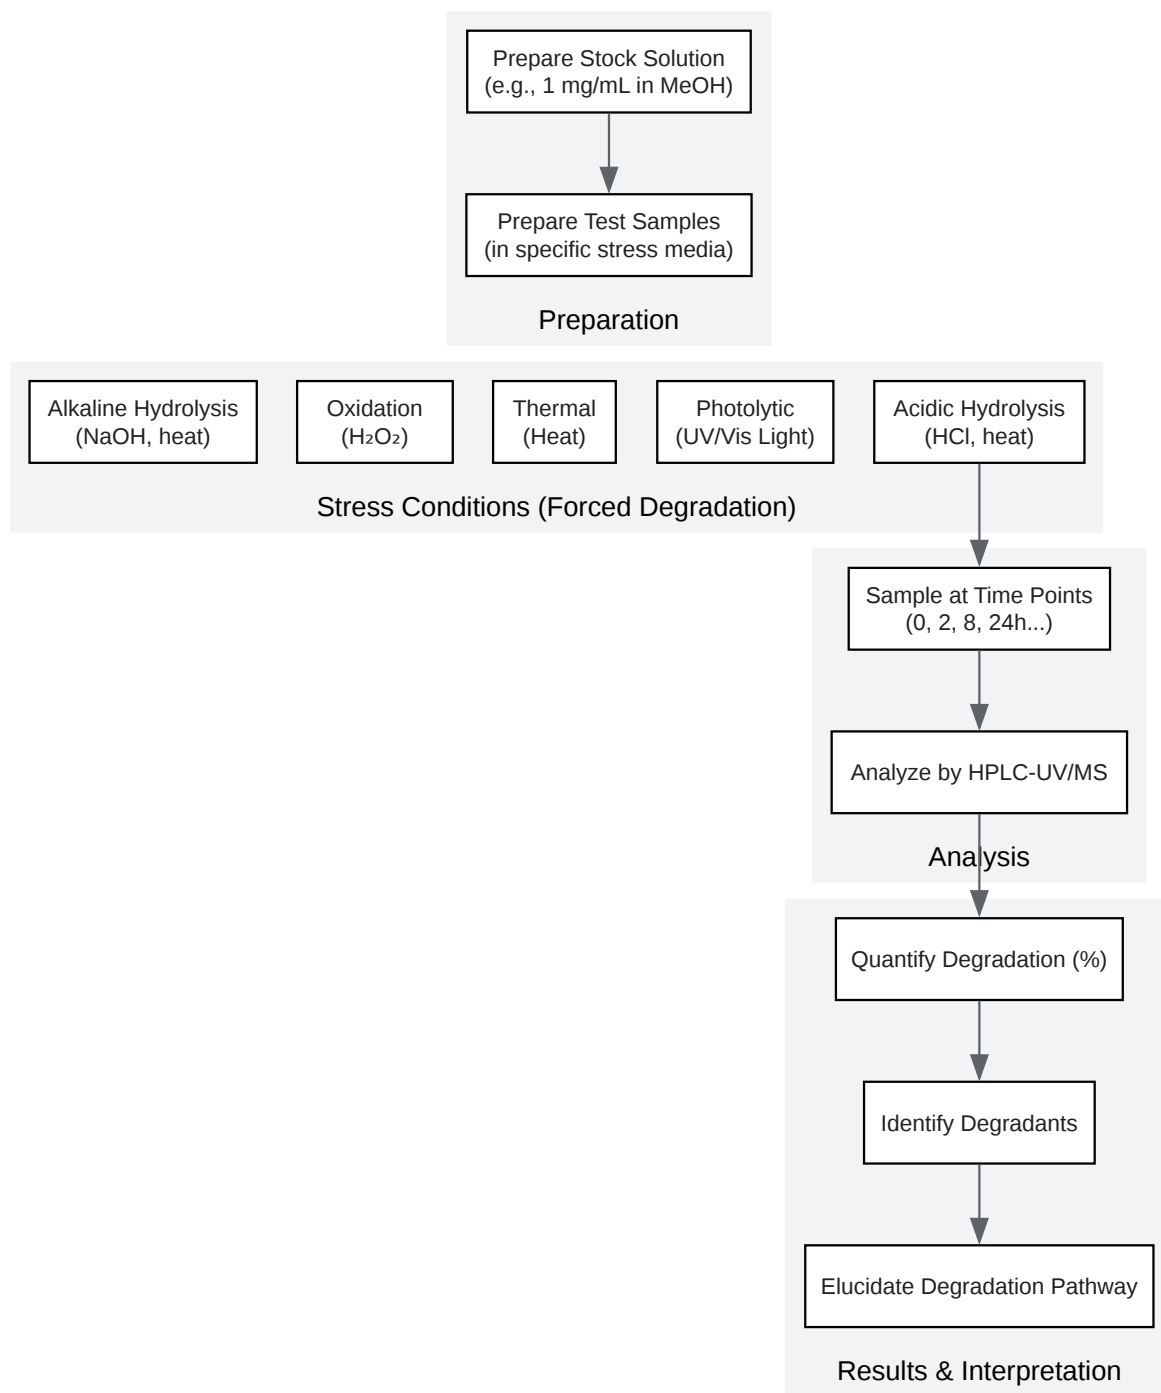 Prepare Stock Solution
(e.g., 1 mg/mL in MeOH)
Prepare Test Samples
(in specific stress media)
Preparation
Alkaline Hydrolysis
(NaOH, heat)
Oxidation
(H₂O₂)
Thermal
(Heat)
Photolytic
(UV/Vis Light)
Acidic Hydrolysis
(HCl, heat)
Stress Conditions (Forced Degradation)
Sample at Time Points
(0, 2, 8, 24h...)
Analyze by HPLC-UV/MS
Analysis
Quantify Degradation (%)
Identify Degradants
Elucidate Degradation Pathway
Results & Interpretation